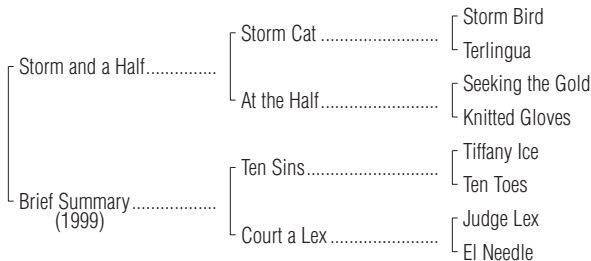 Storm Bird
Storm Cat ........................
Terlingua
Storm and a Half...............
Seeking the Gold
At the Half........................
Knitted Gloves
Tiffany Ice
Ten Sins...........................
Ten Toes
Brief Summary..................
(1999)
Judge Lex
Court a Lex ......................
El Needle